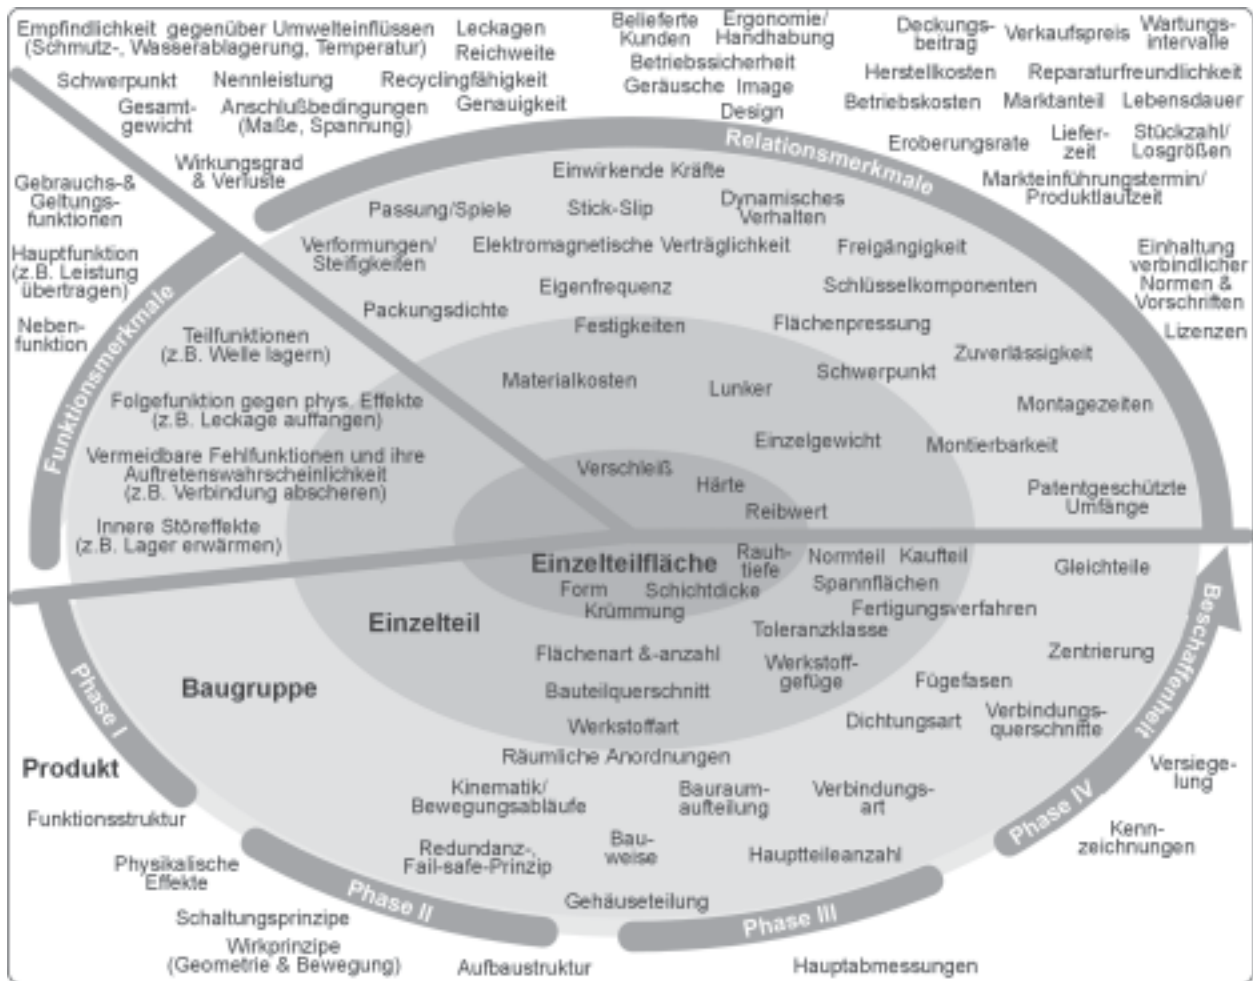 Empfindlichkeit gegenüber Umwelteinflüssen
(Schmutz-, Wasserablagerung, Temperatur)
Leckagen
Reichweite
Belieferte
Kunden
Ergonomie/
Handhabung
Deckungs-
beitrag
Verkaufspreis
Wartungs-
intervalle
Betriebssicherheit
Schwerpunkt
Nennleistung
Recyclingfähigkeit
Geräusche
Image
Herstellkosten
Reparaturfreundlichkeit
Gesamt-
gewicht
Anschlußbedingungen
(Maße, Spannung)
Genauigkeit
Design
Betriebskosten
Marktanteil
Lebensdauer
Eroberungsrate
Liefer-
zeit
Stückzahl/
Losgrößen
Relationsmerkmale
Wirkungsgrad
& Verluste
Markteinführungstermin/
Produktlaufzeit
Gebrauchs-&
Geltungs-
funktionen
Einwirkende Kräfte
Passung/Spiele
Stick-Slip
Dynamisches
Verhalten
Hauptfunktion
(z.B. Leistung
übertragen)
Verformungen/
Steifigkeiten
Elektromagnetische Verträglichkeit
Freigängigkeit
Einhaltung
verbindlicher
Normen &
Vorschriften
Eigenfrequenz
Schlüsselkomponenten
Packungsdichte
Neben-
funktion
Funktionsmerkmale
Teilfunktionen
(z.B. Welle lagern)
Festigkeiten
Flächenpressung
Lizenzen
Zuverlässigkeit
Materialkosten
Lunker
Schwerpunkt
Folgefunktion gegen phys. Effekte
(z.B. Leckage auffangen)
Montagezeiten
Einzelgewicht
Montierbarkeit
Vermeidbare Fehlfunktionen und ihre
Auftretenswahrscheinlichkeit
(z.B. Verbindung abscheren)
Verschleiß
Härte
Patentgeschützte
Umfänge
Reibwert
Innere Störeffekte
(z.B. Lager erwärmen)
Einzelteilfläche
Rauh-
tiefe
Normteil
Kaufteil
Gleichteile
Form
Schichtdicke
Spannflächen
Krümmung
Fertigungsverfahren
Einzelteil
Toleranzklasse
Beschaffenheit
Flächenart &-anzahl
Werkstoff-
gefüge
Zentrierung
Fügefasen
Baugruppe
Bauteilquerschnitt
Phase I
Werkstoffart
Dichtungsart
Verbindungs-
querschnitte
Räumliche Anordnungen
Produkt
Versiege-
lung
Kinematik/
Bewegungsabläufe
Bauraum-
aufteilung
Verbindungs-
art
Phase IV
Funktionsstruktur
Kenn-
zeichnungen
Redundanz-,
Fail-safe-Prinzip
Bau-
weise
Hauptteileanzahl
Physikalische
Effekte
Phase II
Gehäuseteilung
Phase III
Schaltungsprinzipe
Wirkprinzipe
(Geometrie & Bewegung)
Aufbaustruktur
Hauptabmessungen